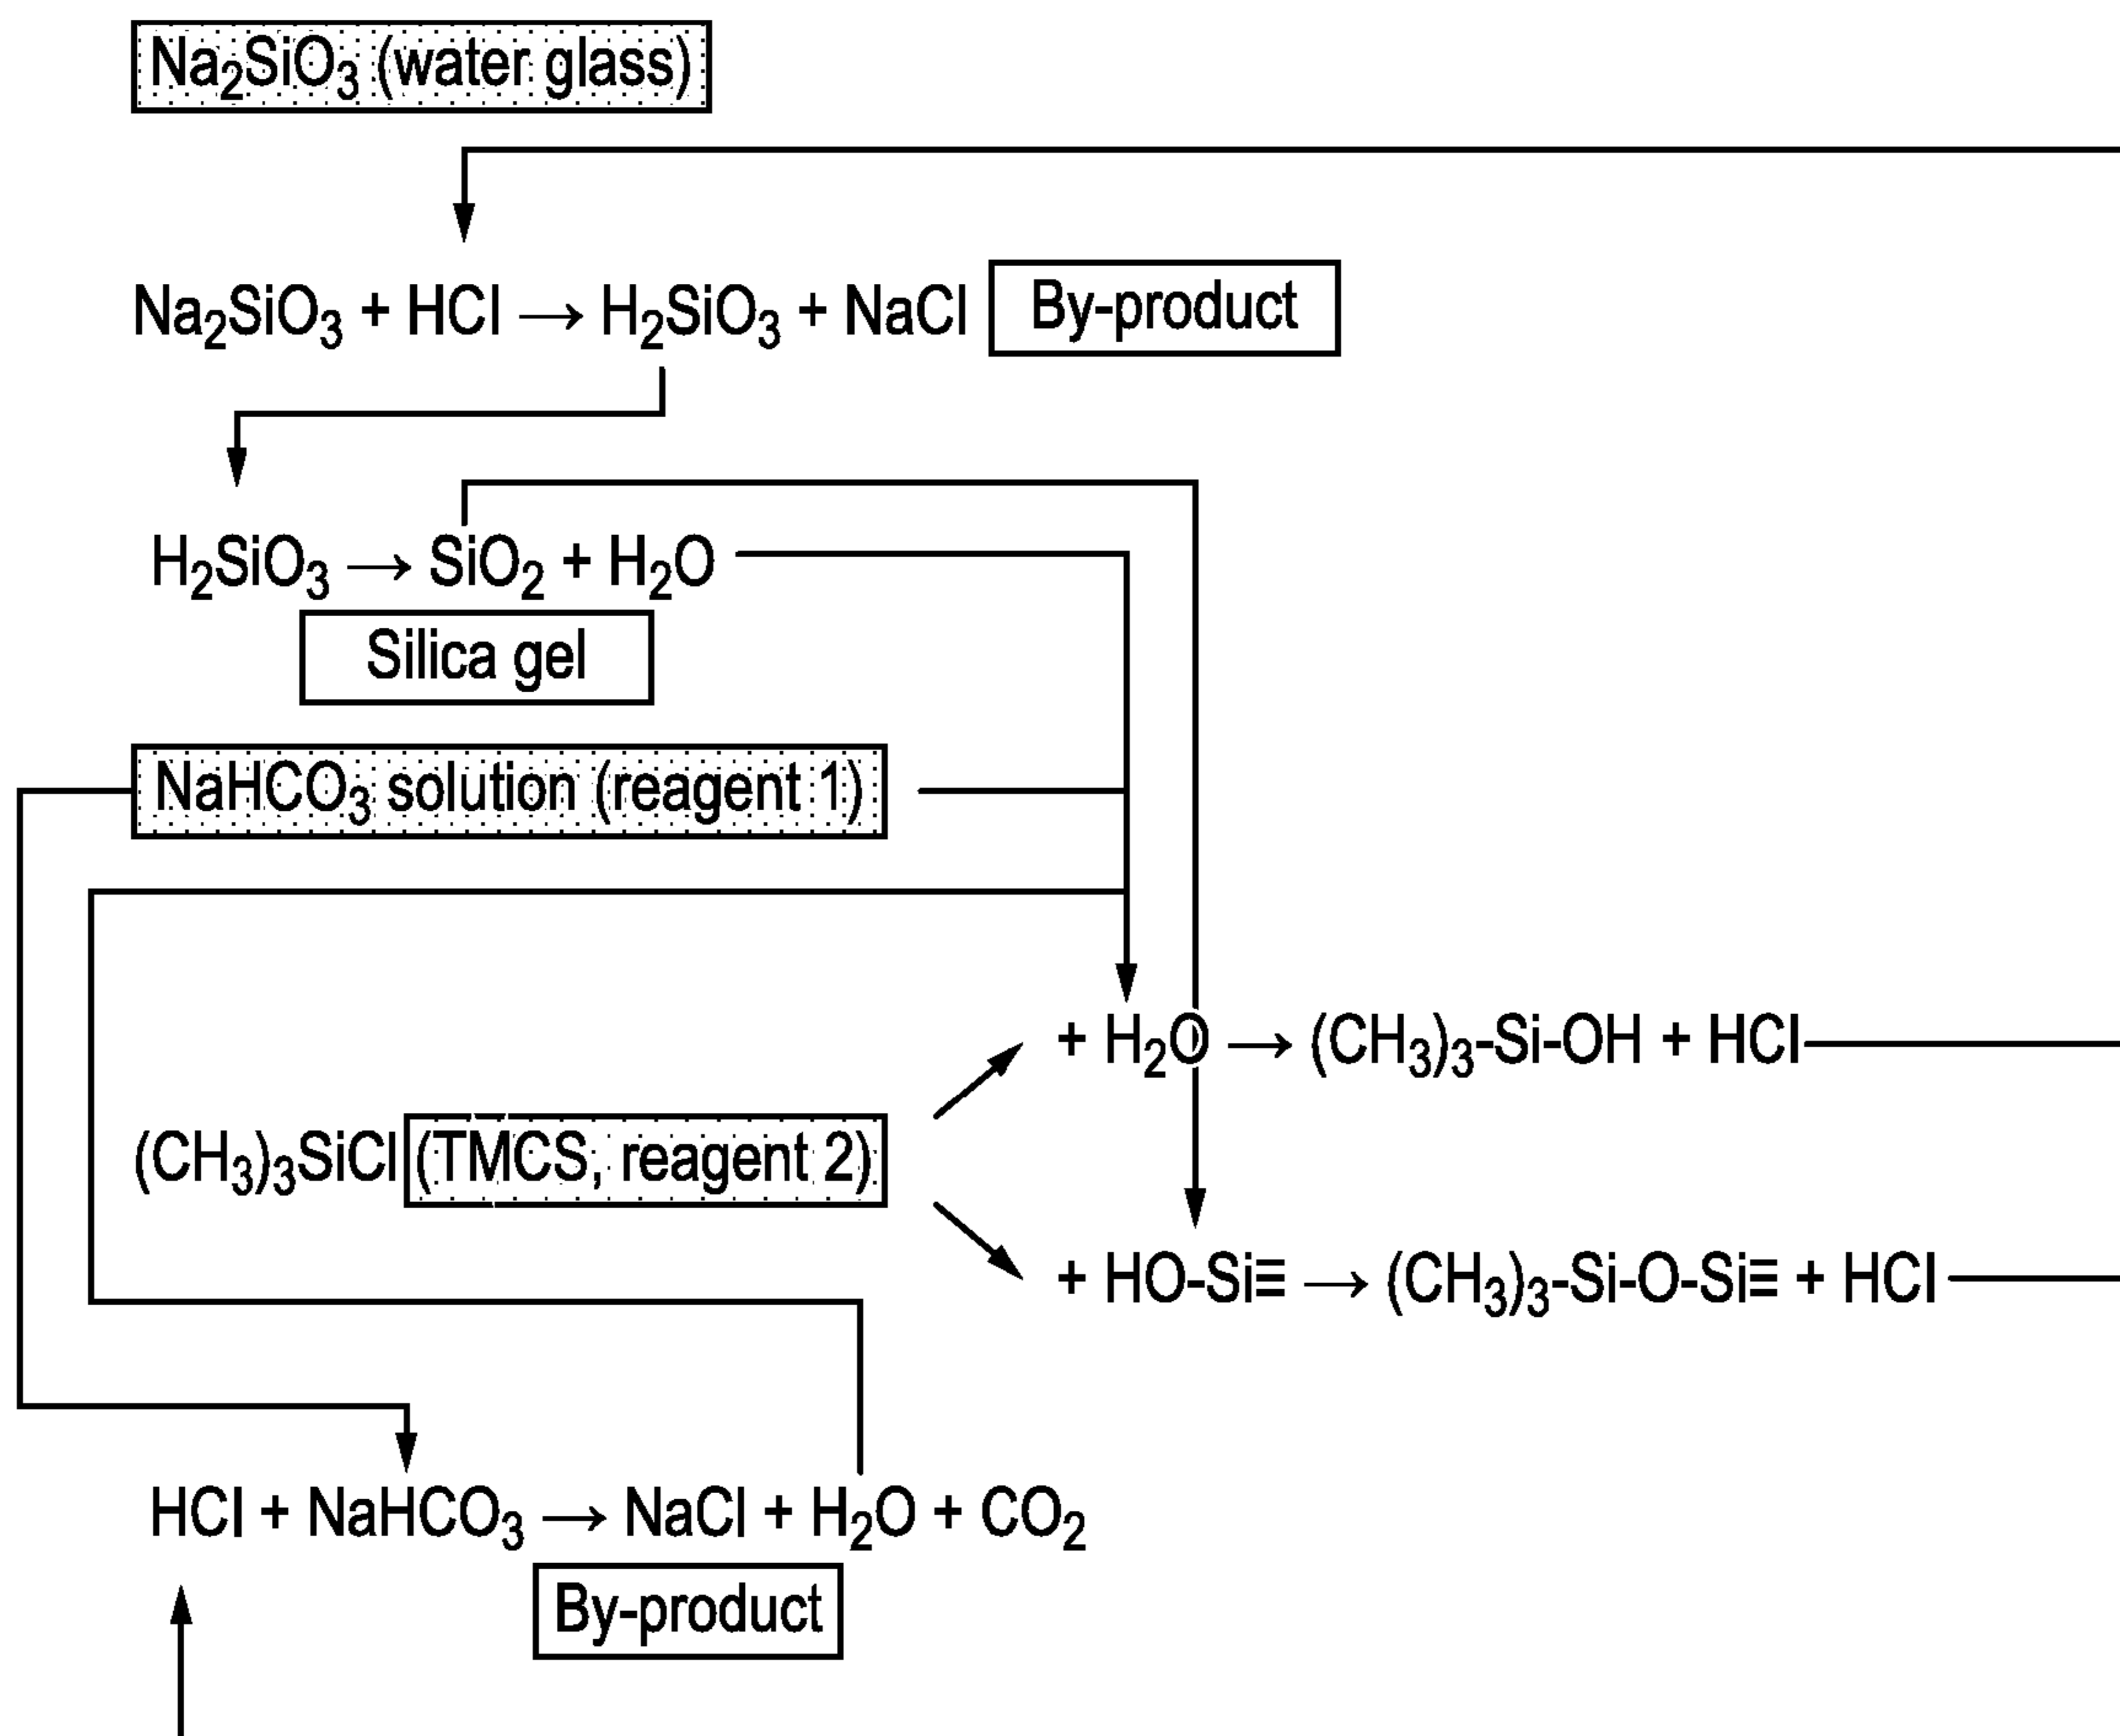 Na₂SiO₃ (water glass)
Na₂SiO₃ + HCl → H₂SiO₃ + NaCl By-product
H₂SiO₃ → SiO₂ + H₂O
Silica gel
NaHCO₃ solution (reagent 1)
+ H₂O → (CH₃)₃-Si-OH + HCl
(CH₃)₃SiCl (TMCS, reagent 2)
+ HO-Si≡ → (CH₃)₃-Si-O-Si≡ + HCl
HCl + NaHCO₃ → NaCl + H₂O + CO₂
By-product